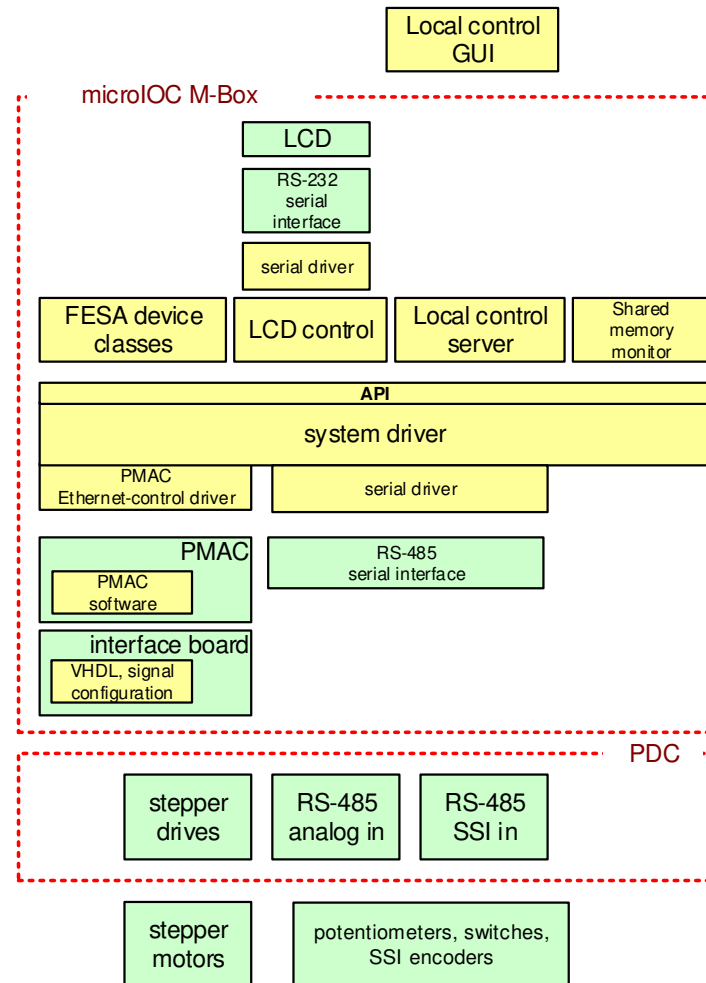 Local control
GUI
microIOC M-Box
LCD
RS-232
serial
interface
serial driver
FESA device
classes
LCD control
Local control
server
Shared
memory
monitor
API
system driver
PMAC
Ethernet-control driver
serial driver
PMAC
PMAC
software
RS-485
serial interface
interface board
VHDL, signal
configuration
PDC
stepper
drives
RS-485
analog in
RS-485
SSI in
stepper
motors
potentiometers, switches,
SSI encoders